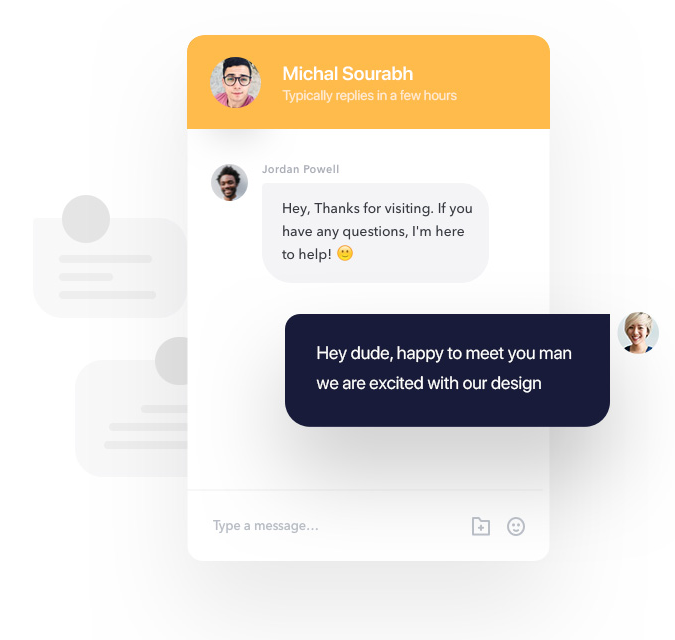 Michal Sourabh
Typically replies in a few hours
Jordan Powell
Hey, Thanks for visiting. If you
have any questions, I'm here
to help! 🙂
Hey dude, happy to meet you man
we are excited with our design
Type a message...